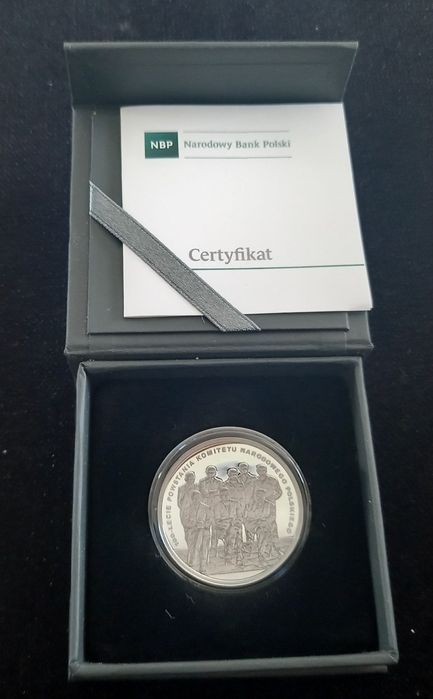 NBP
Narodowy Bank Polski
Certyfikat
100-LECIE POWSTANIA KOMITETU NARODOWEGO POLSKIEGO